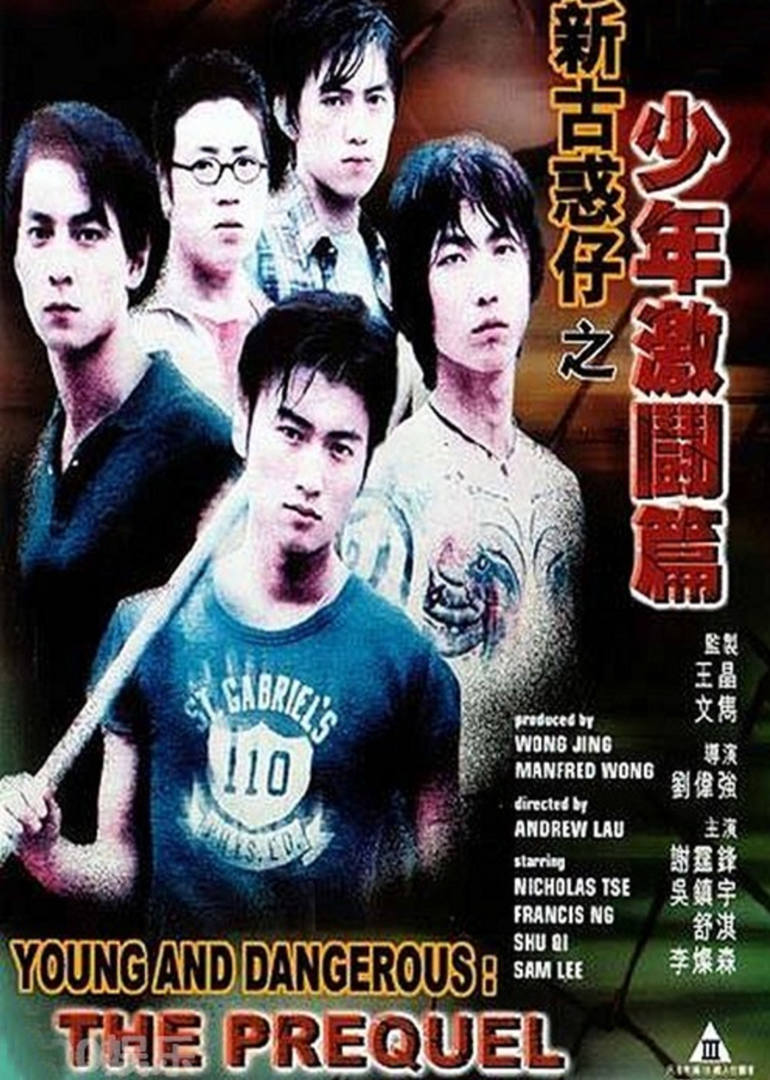 新古惑仔之
少年激鬪篇
ST. GABRIEL'S
110
監製
王晶
文雋
導演
劉偉強
主演
謝霆鋒
吳鎮宇
舒淇
李燦森
produced by
WONG JING
MANFRED WONG
directed by
ANDREW LAU
starring
NICHOLAS TSE
FRANCIS NG
SHU QI
SAM LEE
YOUNG AND DANGEROUS:
THE PREQUEL
III